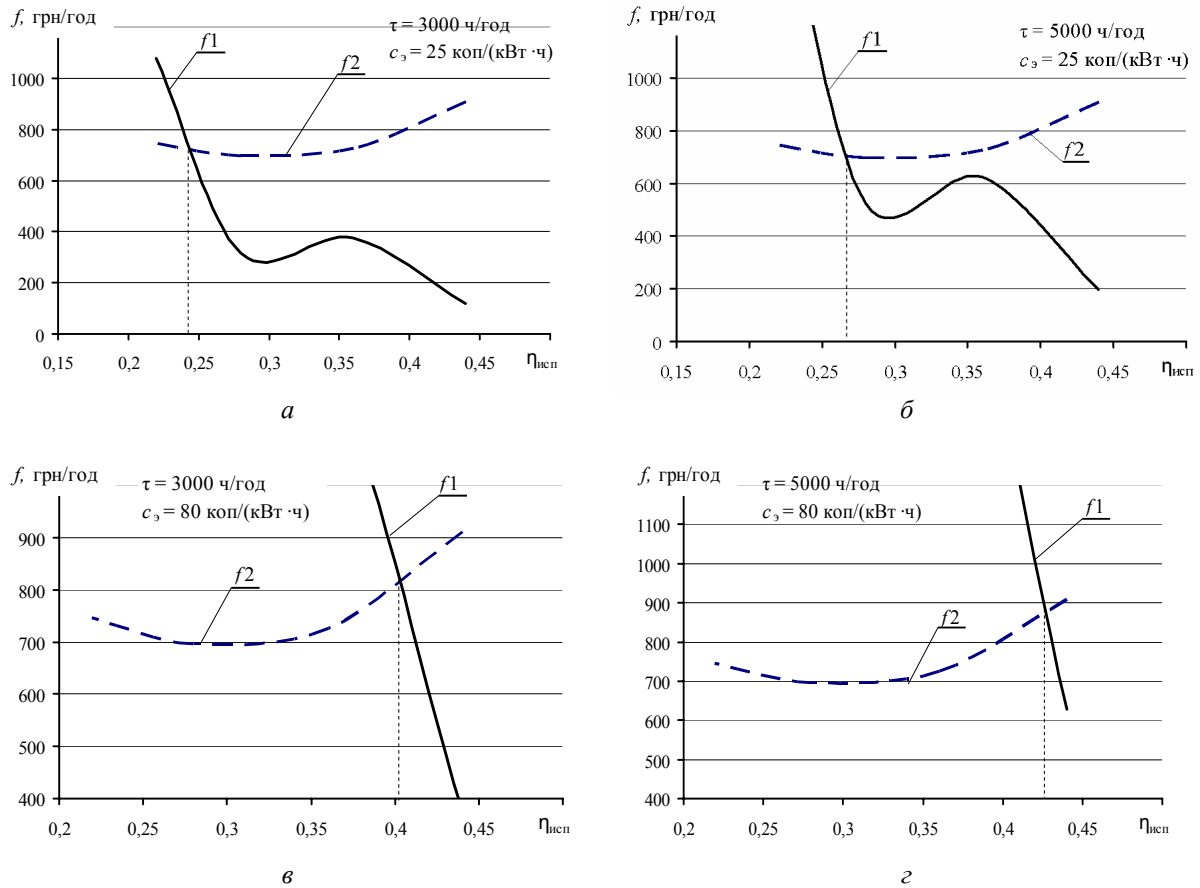 f, грн/год
τ = 3000 ч/год
cэ = 25 коп/(кВт ·ч)
f1
f2
1000
800
600
400
200
0
0,15
0,2
0,25
0,3
0,35
0,4
0,45
ηисп
а
f, грн/год
τ = 5000 ч/год
cэ = 25 коп/(кВт ·ч)
f1
f2
1000
800
600
400
200
0
0,15
0,2
0,25
0,3
0,35
0,4
0,45
ηисп
б
f, грн/год
τ = 3000 ч/год
cэ = 80 коп/(кВт ·ч)
f1
f2
900
800
700
600
500
400
0,2
0,25
0,3
0,35
0,4
0,45
ηисп
в
f, грн/год
τ = 5000 ч/год
cэ = 80 коп/(кВт ·ч)
f1
f2
1100
1000
900
800
700
600
500
400
0,2
0,25
0,3
0,35
0,4
0,45
ηисп
г